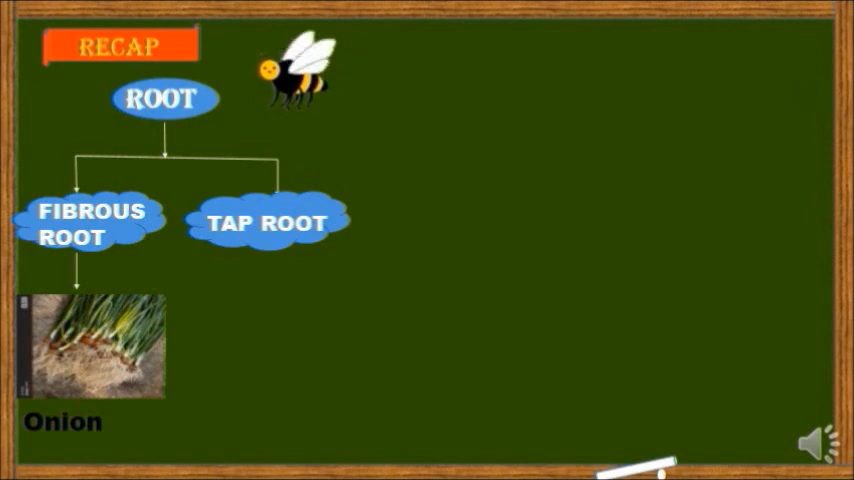 RECAP
ROOT
FIBROUS
ROOT
TAP ROOT
Onion